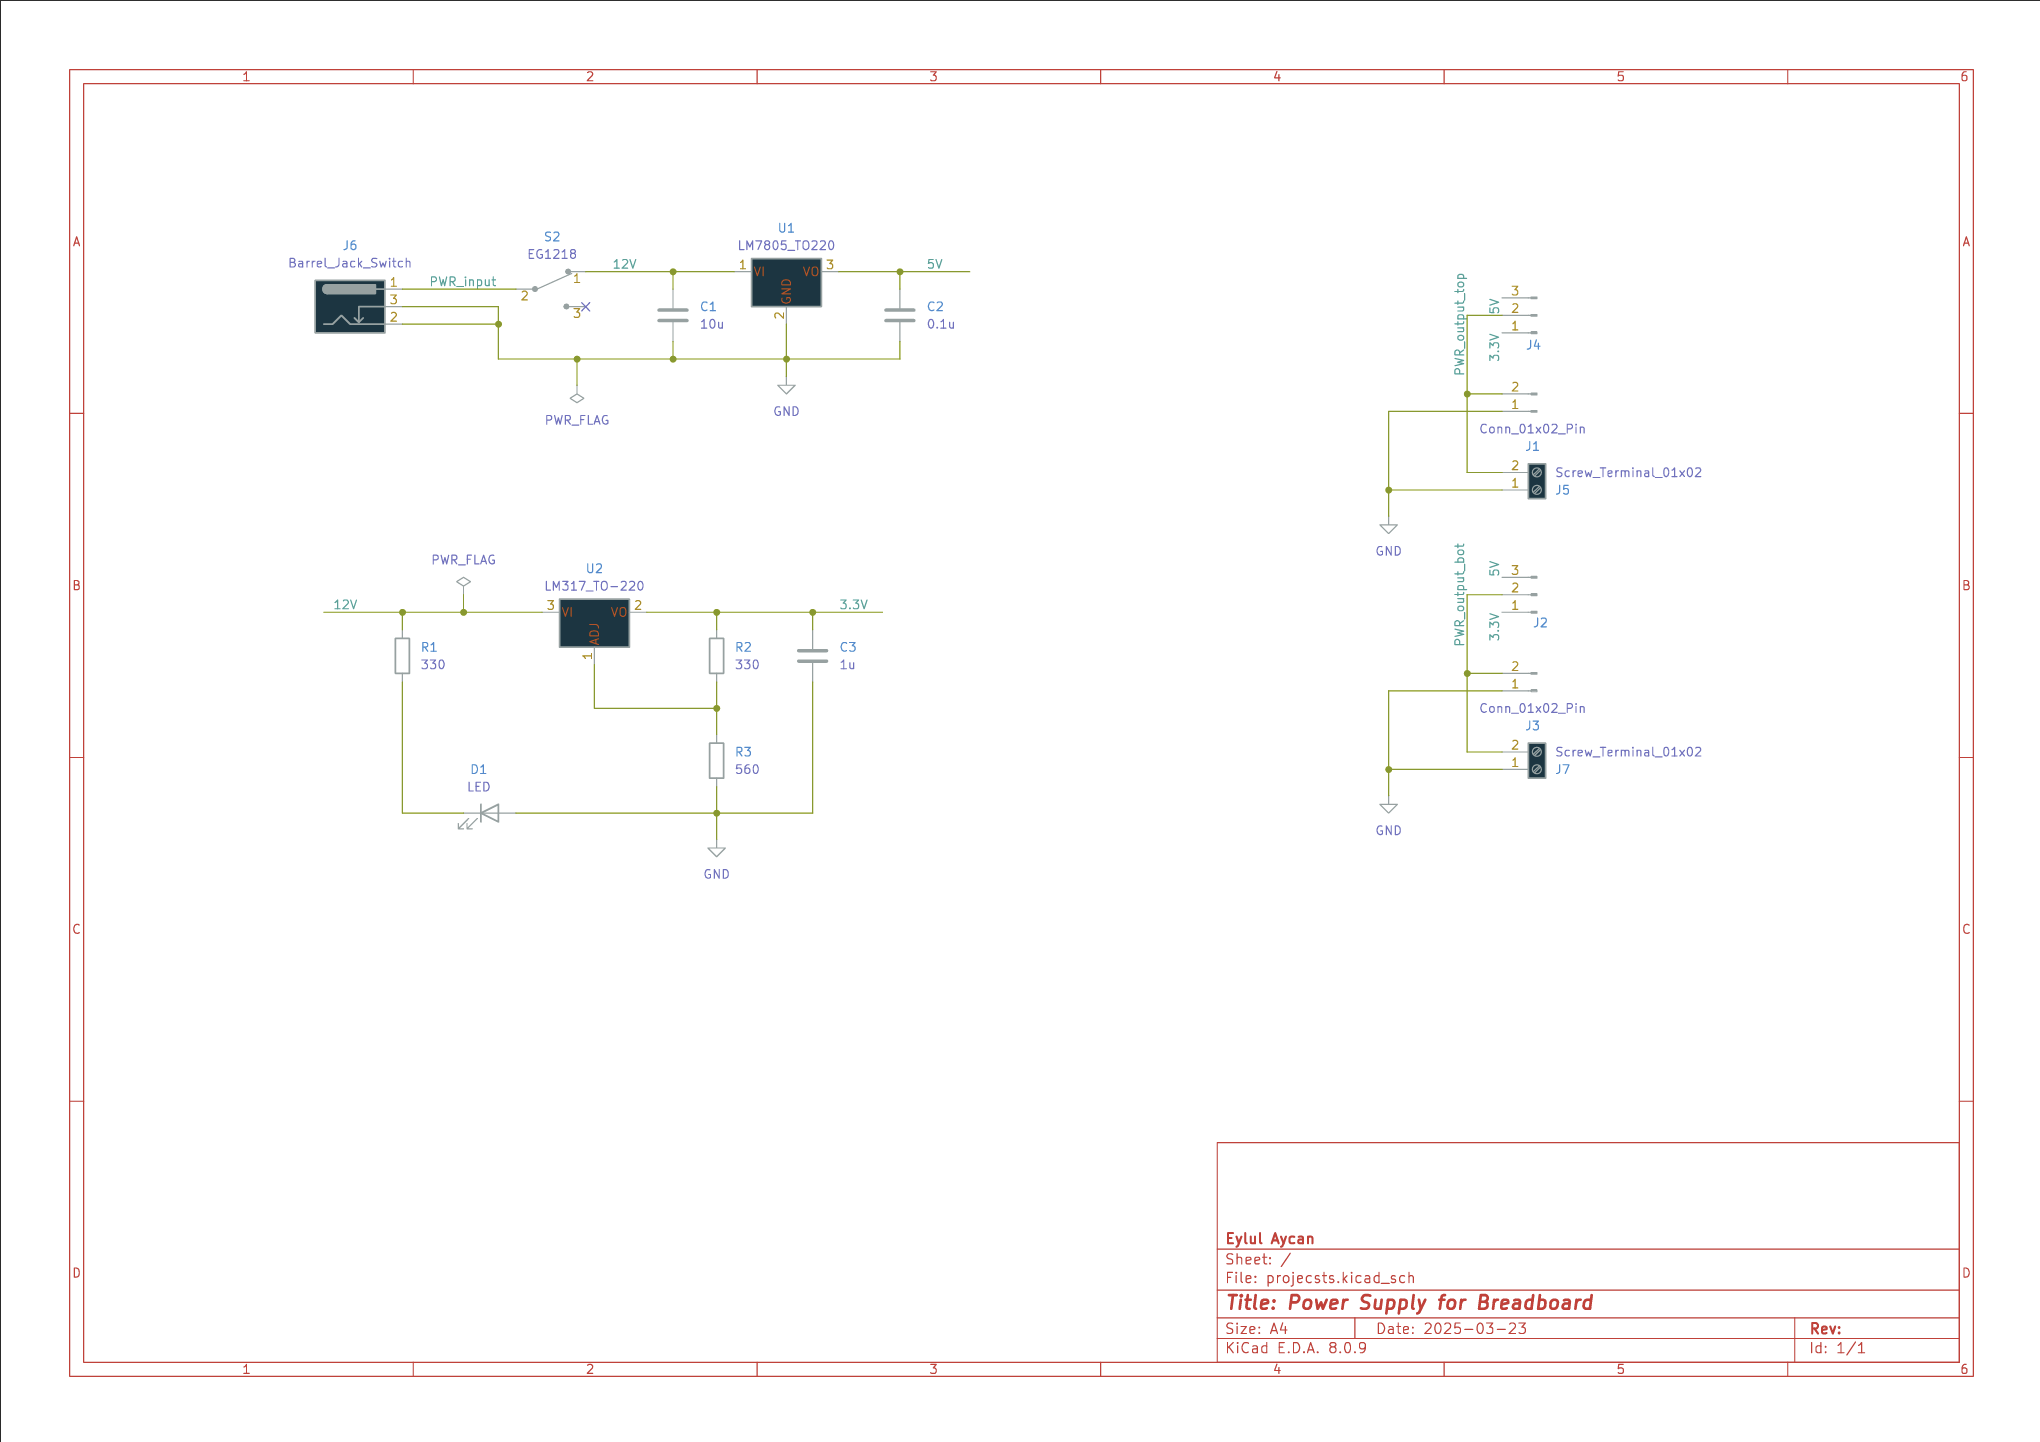 1 2 3 4 5 6
A A
B B
C C
D D
J6
Barrel_Jack_Switch
1
3
2
PWR_input
S2
EG1218
2
1
3
12V
C1
10u
U1
LM7805_TO220
1 VI VO 3
GND
2
5V
C2
0.1u
PWR_FLAG
GND
PWR_FLAG
12V
R1
330
U2
LM317_TO-220
3 VI VO 2
ADJ
1
3.3V
R2
330
C3
1u
R3
560
D1
LED
GND
PWR_output_top
5V
3.3V
3
2
1
J4
2
1
Conn_01x02_Pin
J1
2
1
Screw_Terminal_01x02
J5
GND
PWR_output_bot
5V
3.3V
3
2
1
J2
2
1
Conn_01x02_Pin
J3
2
1
Screw_Terminal_01x02
J7
GND
Eylul Aycan
Sheet: /
File: projecsts.kicad_sch
Title: Power Supply for Breadboard
Size: A4 Date: 2025-03-23 Rev:
KiCad E.D.A. 8.0.9 Id: 1/1
1 2 3 4 5 6